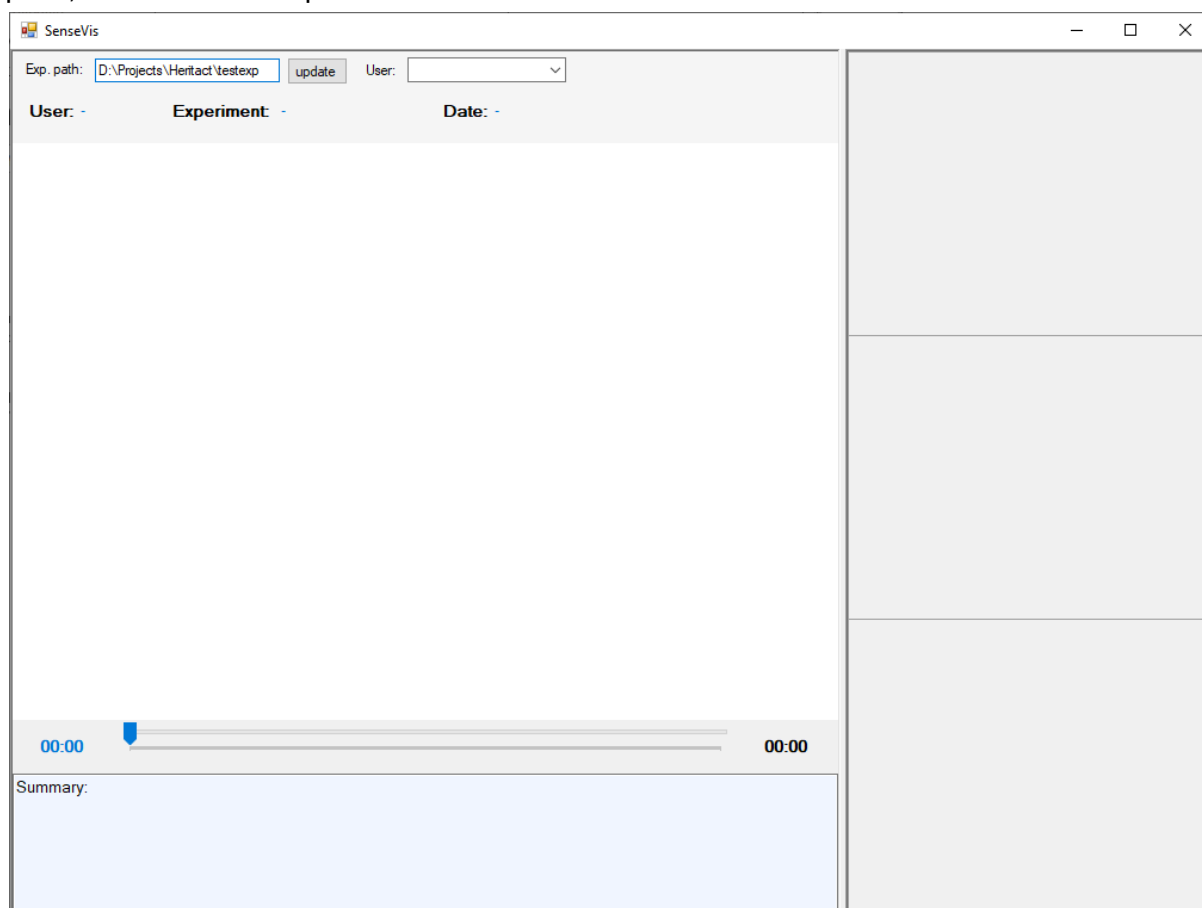 SenseVis
Exp. path: D:\Projects\Heritact\testexp update User:
User: - Experiment: - Date: -
00:00 00:00
Summary: